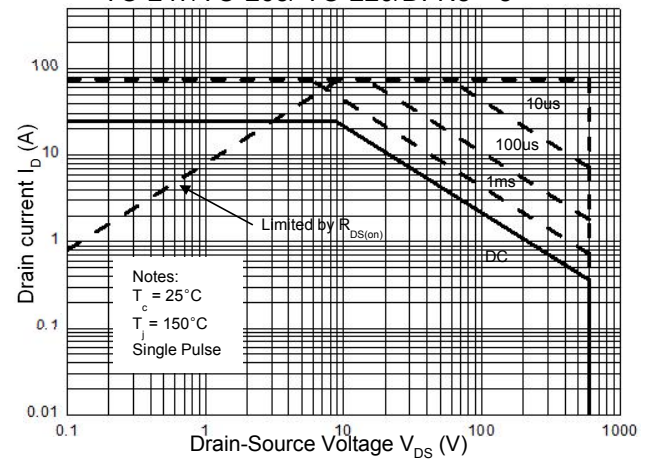 100
10
1
0.1
0.01
Drain current I_D (A)
10us
100us
1ms
Limited by R_DS(on)
DC
Notes:
T_c = 25°C
T_j = 150°C
Single Pulse
0.1 1 10 100 1000
Drain-Source Voltage V_DS (V)